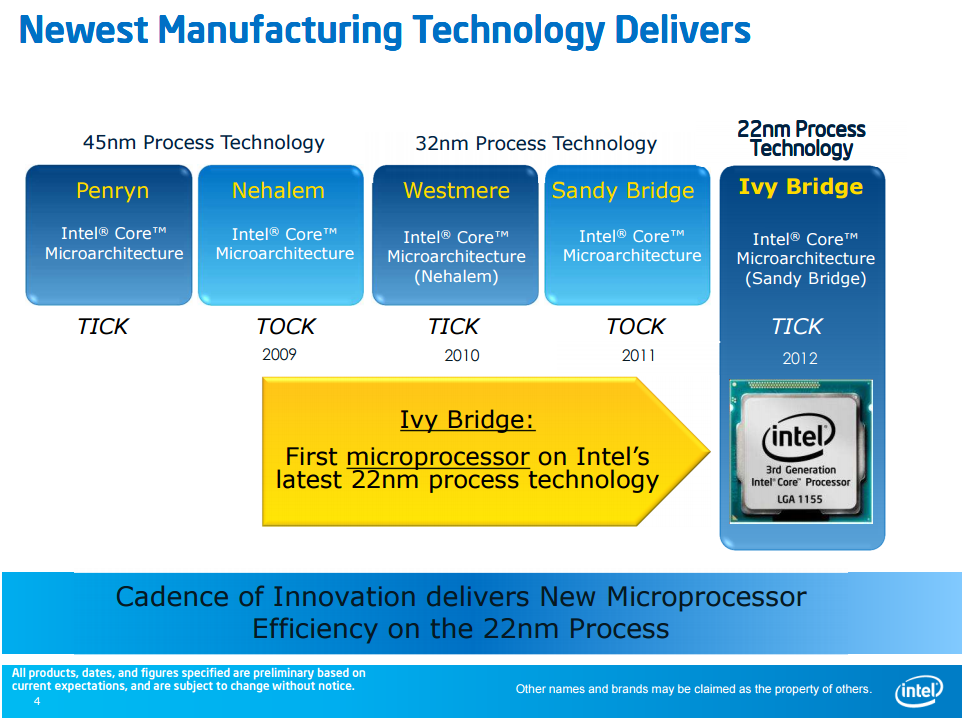 Newest Manufacturing Technology Delivers
45nm Process Technology
32nm Process Technology
22nm Process
Technology
Penryn
Intel® Core™
Microarchitecture
Nehalem
Intel® Core™
Microarchitecture
Westmere
Intel® Core™
Microarchitecture
(Nehalem)
Sandy Bridge
Intel® Core™
Microarchitecture
Ivy Bridge
Intel® Core™
Microarchitecture
(Sandy Bridge)
TICK
TOCK
2009
TICK
2010
TOCK
2011
TICK
2012
Ivy Bridge:
First microprocessor on Intel’s
latest 22nm process technology
intel
3rd Generation
Intel® Core™ Processor
LGA 1155
Cadence of Innovation delivers New Microprocessor
Efficiency on the 22nm Process
All products, dates, and figures specified are preliminary based on
current expectations, and are subject to change without notice.
4
Other names and brands may be claimed as the property of others.
intel